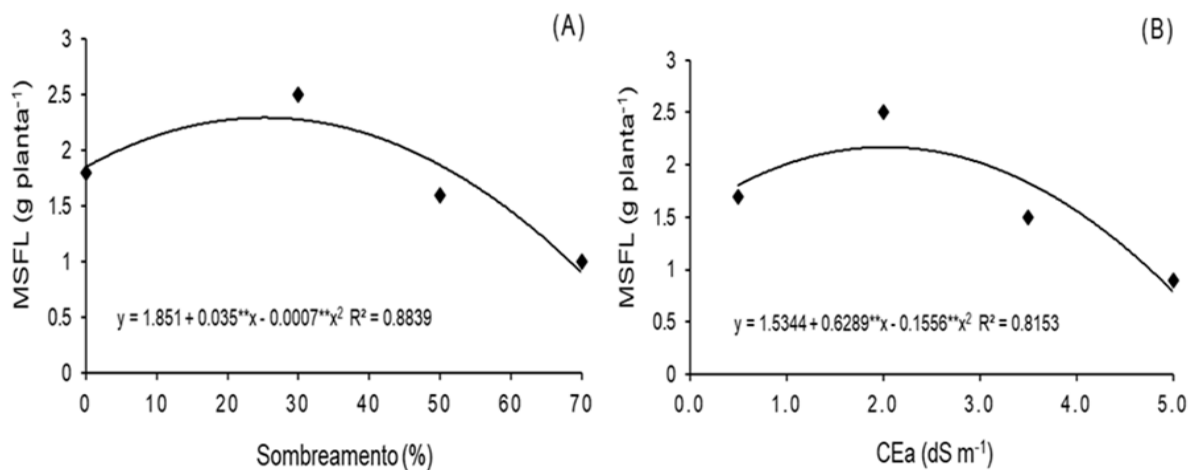 (A)
3
2.5
2
1.5
1
0.5
0
MSFL (g planta⁻¹)
y = 1.851 + 0.035**x - 0.0007**x² R² = 0.8839
0 10 20 30 40 50 60 70
Sombreamento (%)
(B)
3
2.5
2
1.5
1
0.5
0
MSFL (g planta⁻¹)
y = 1.5344 + 0.6289**x - 0.1556**x² R² = 0.8153
0.0 1.0 2.0 3.0 4.0 5.0
CEa (dS m⁻¹)